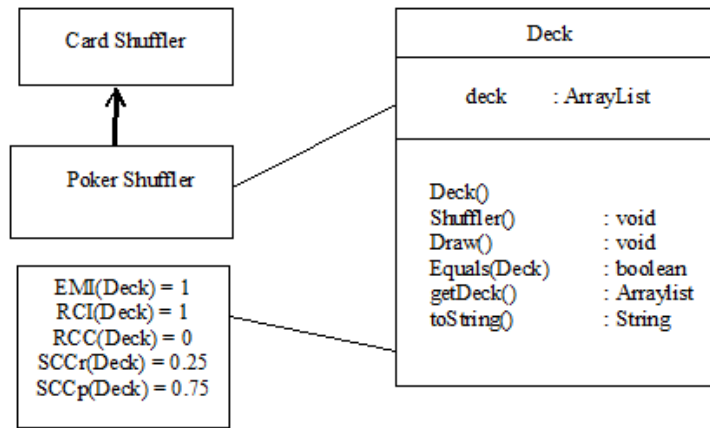 Card Shuffler
Poker Shuffler
EMI(Deck) = 1
RCI(Deck) = 1
RCC(Deck) = 0
SCCr(Deck) = 0.25
SCCp(Deck) = 0.75
Deck
deck : ArrayList
Deck()
Shuffler() : void
Draw() : void
Equals(Deck) : boolean
getDeck() : Arraylist
toString() : String